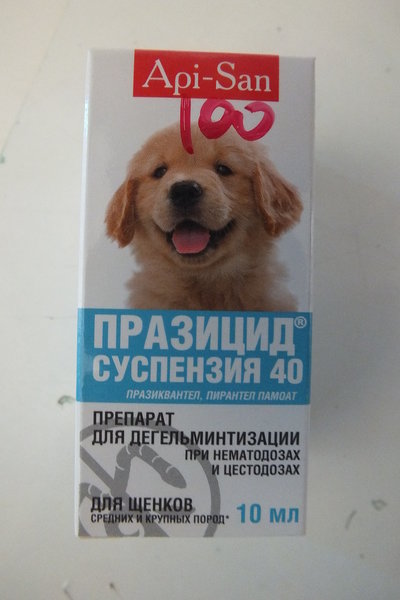 Api-San
100
ПРАЗИЦИД®
СУСПЕНЗИЯ 40
ПРАЗИКВАНТЕЛ, ПИРАНТЕЛ ПАМОАТ
ПРЕПАРАТ
ДЛЯ ДЕГЕЛЬМИНТИЗАЦИИ
ПРИ НЕМАТОДОЗАХ
И ЦЕСТОДОЗАХ
ДЛЯ ЩЕНКОВ
СРЕДНИХ И КРУПНЫХ ПОРОД* 10 мл